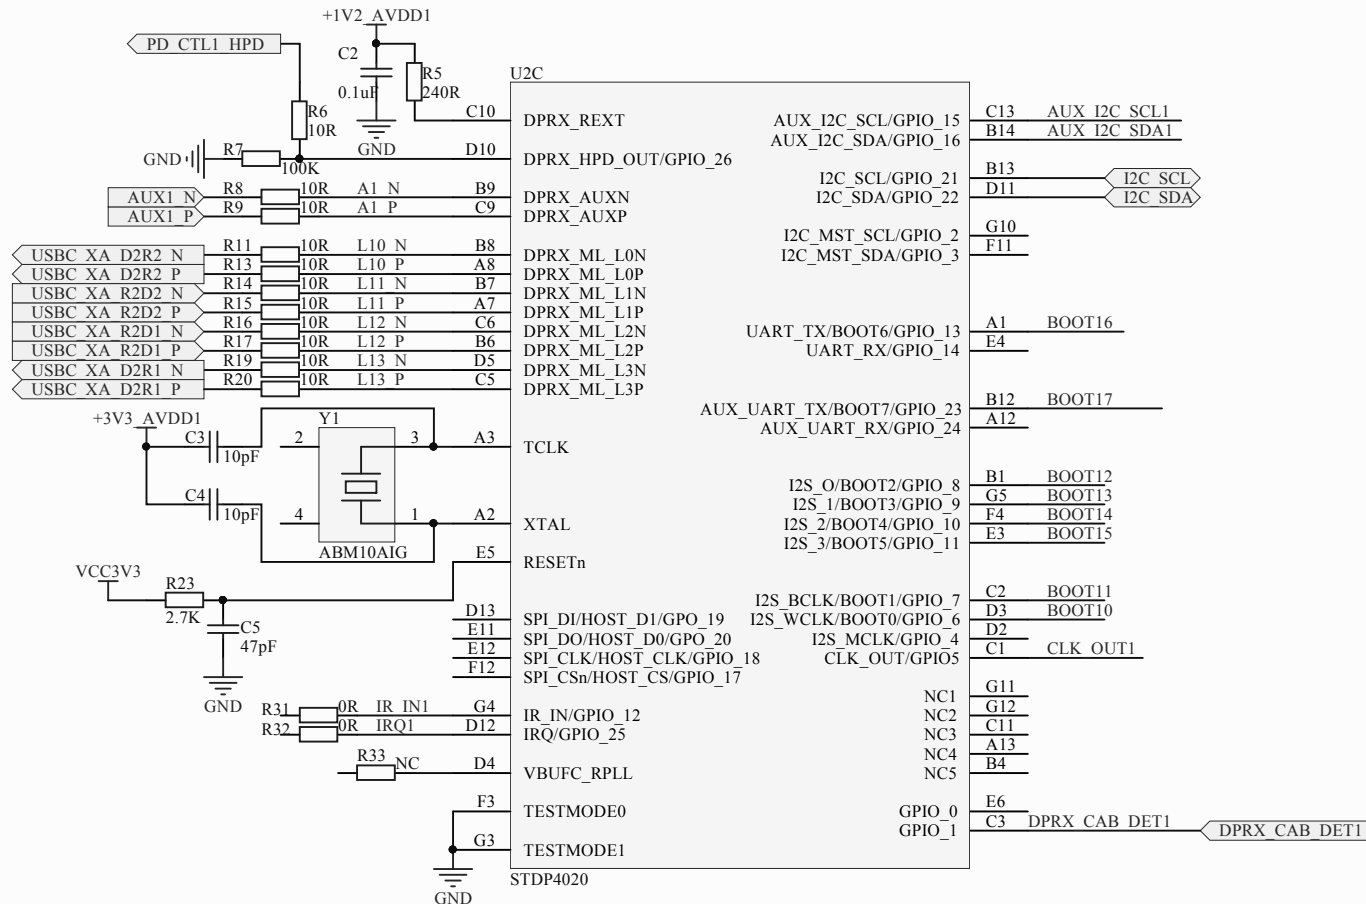 +1V2_AVDD1
PD_CTL1_HPD
C2
0.1uF
R5
240R
U2C
R6
10R
GND
C10 DPRX_REXT
GND R7 100K D10 DPRX_HPD_OUT/GPIO_26
AUX1_N R8 10R A1_N B9 DPRX_AUXN
AUX1_P R9 10R A1_P C9 DPRX_AUXP
USBC_XA_D2R2_N R11 10R L10_N B8 DPRX_ML_L0N
USBC_XA_D2R2_P R13 10R L10_P A8 DPRX_ML_L0P
USBC_XA_R2D2_N R14 10R L11_N B7 DPRX_ML_L1N
USBC_XA_R2D2_P R15 10R L11_P A7 DPRX_ML_L1P
USBC_XA_R2D1_N R16 10R L12_N C6 DPRX_ML_L2N
USBC_XA_R2D1_P R17 10R L12_P B6 DPRX_ML_L2P
USBC_XA_D2R1_N R19 10R L13_N D5 DPRX_ML_L3N
USBC_XA_D2R1_P R20 10R L13_P C5 DPRX_ML_L3P
+3V3_AVDD1
C3
10pF
C4
10pF
Y1
2 3
4 1
ABM10AIG
A3 TCLK
A2 XTAL
E5 RESETn
VCC3V3
R23
2.7K
C5
47pF
GND
D13 SPI_DI/HOST_D1/GPO_19
E11 SPI_DO/HOST_D0/GPO_20
E12 SPI_CLK/HOST_CLK/GPIO_18
F12 SPI_CSn/HOST_CS/GPIO_17
R31 0R IR_IN1 G4 IR_IN/GPIO_12
R32 0R IRQ1 D12 IRQ/GPIO_25
R33 NC D4 VBUFC_RPLL
F3 TESTMODE0
G3 TESTMODE1
GND
AUX_I2C_SCL/GPIO_15 C13 AUX_I2C_SCL1
AUX_I2C_SDA/GPIO_16 B14 AUX_I2C_SDA1
I2C_SCL/GPIO_21 B13 I2C_SCL
I2C_SDA/GPIO_22 D11 I2C_SDA
I2C_MST_SCL/GPIO_2 G10
I2C_MST_SDA/GPIO_3 F11
UART_TX/BOOT6/GPIO_13 A1 BOOT16
UART_RX/GPIO_14 E4
AUX_UART_TX/BOOT7/GPIO_23 B12 BOOT17
AUX_UART_RX/GPIO_24 A12
I2S_O/BOOT2/GPIO_8 B1 BOOT12
I2S_1/BOOT3/GPIO_9 G5 BOOT13
I2S_2/BOOT4/GPIO_10 F4 BOOT14
I2S_3/BOOT5/GPIO_11 E3 BOOT15
I2S_BCLK/BOOT1/GPIO_7 C2 BOOT11
I2S_WCLK/BOOT0/GPIO_6 D3 BOOT10
I2S_MCLK/GPIO_4 D2
CLK_OUT/GPIO5 C1 CLK_OUT1
NC1 G11
NC2 G12
NC3 C11
NC4 A13
NC5 B4
GPIO_0 E6
GPIO_1 C3 DPRX_CAB_DET1 DPRX_CAB_DET1
STDP4020